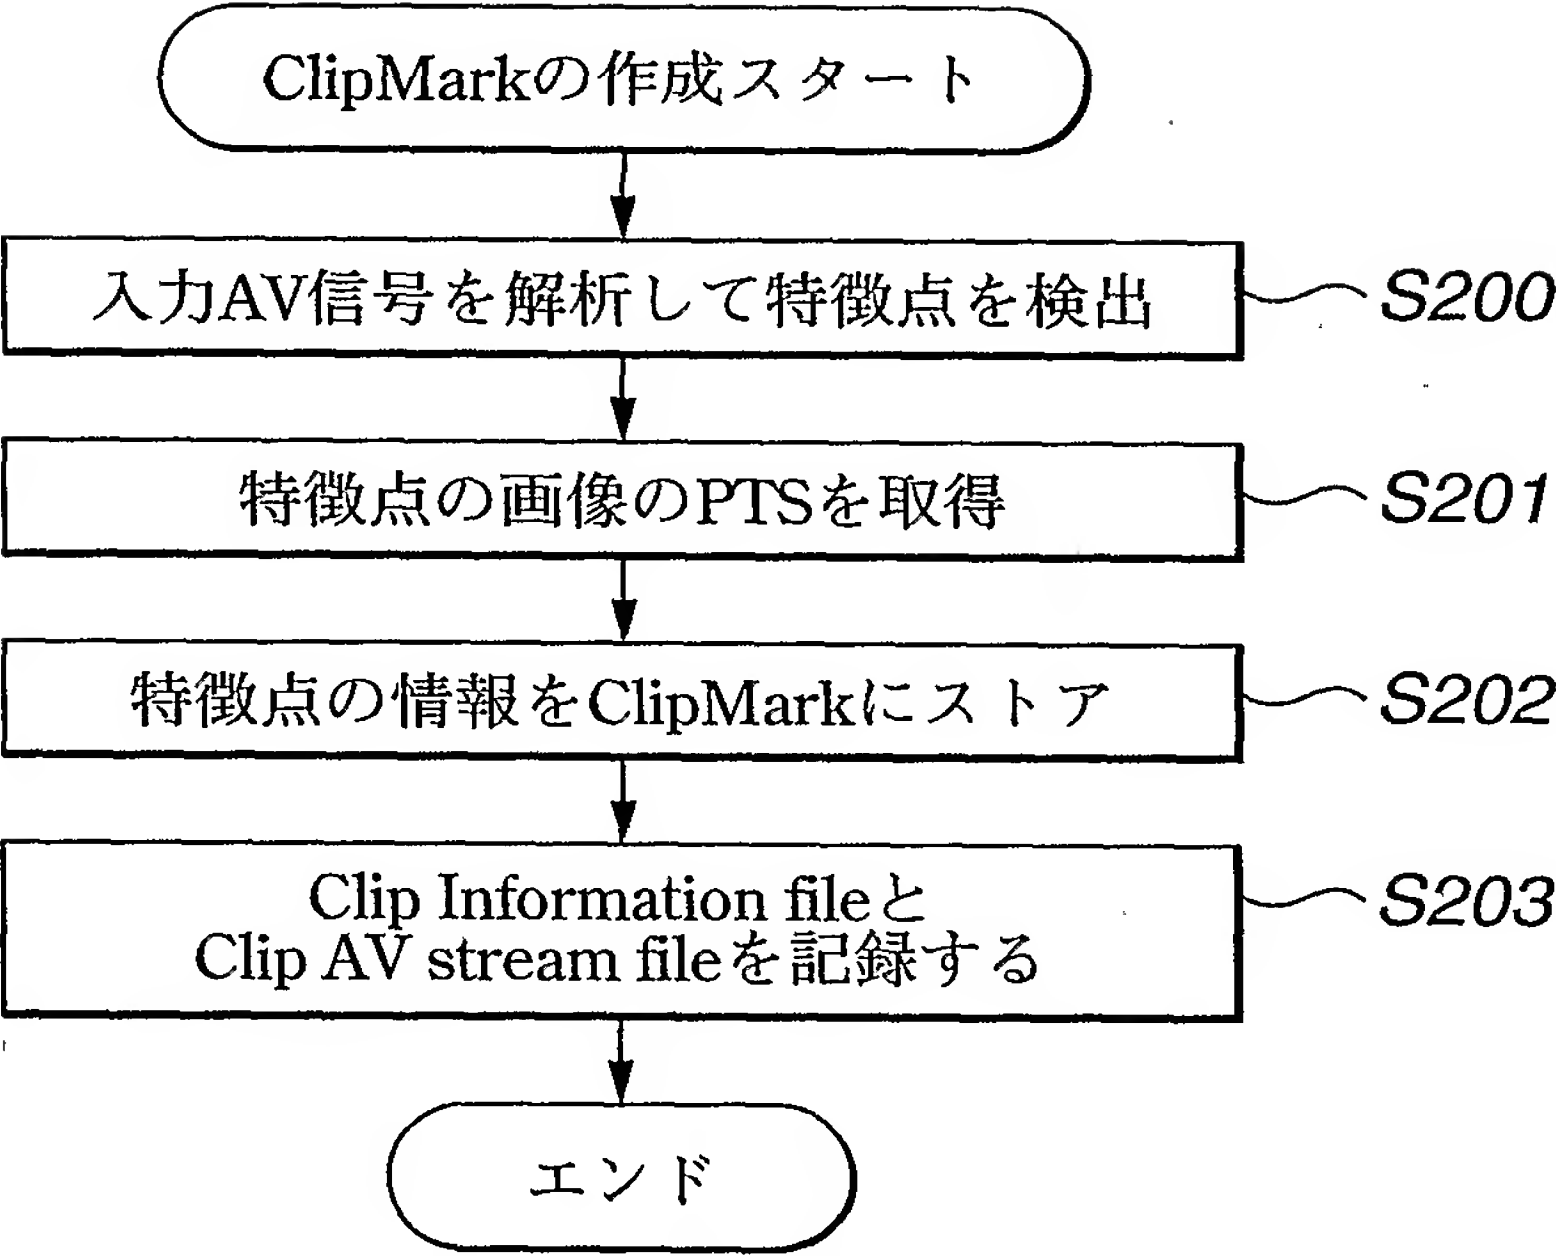 ClipMarkの作成スタート
入力AV信号を解析して特徴点を検出
S200
特徴点の画像のPTSを取得
S201
特徴点の情報をClipMarkにストア
S202
Clip Information fileと
Clip AV stream fileを記録する
S203
エンド